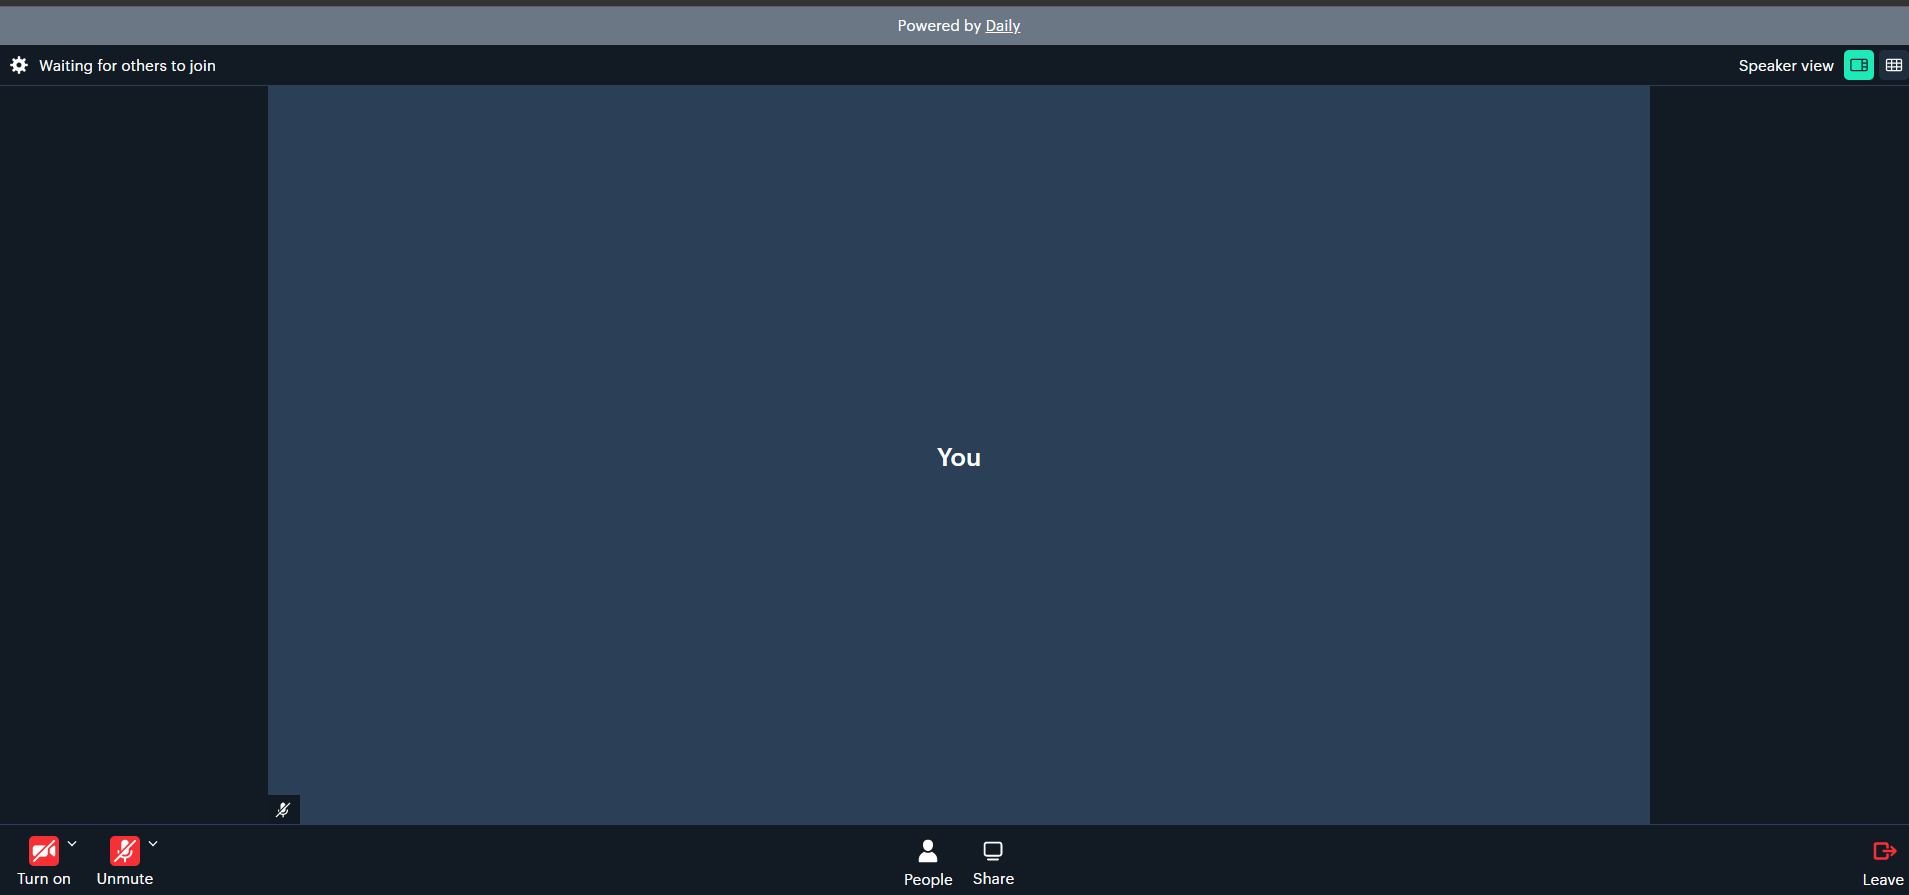 Powered by Daily
Waiting for others to join
Speaker view
You
Turn on
Unmute
People
Share
Leave